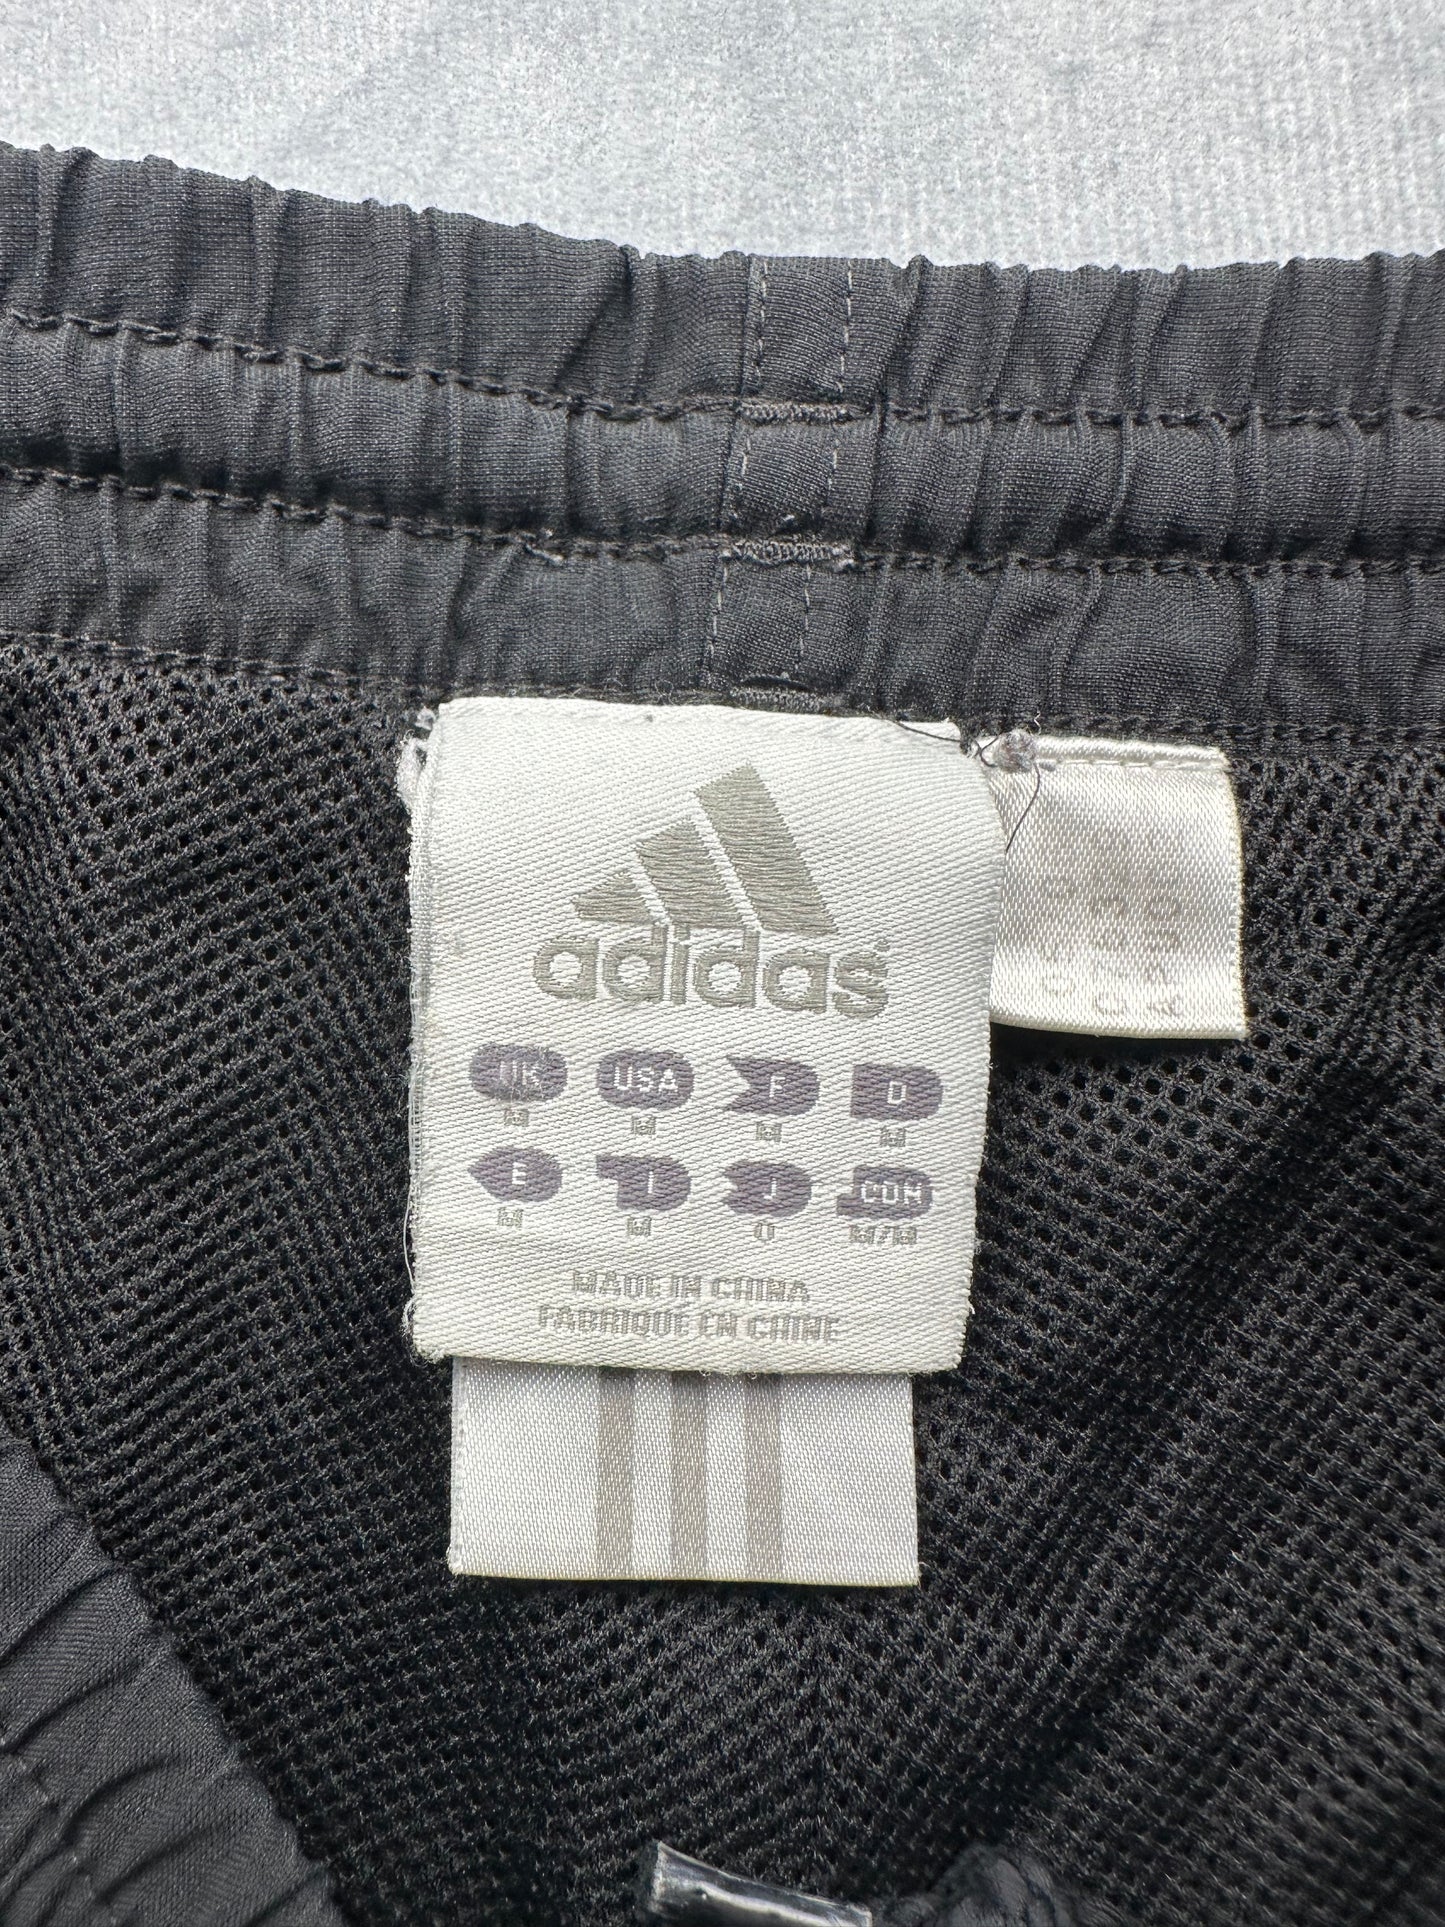 adidas
UK USA F D
M M M M
E I J COM
M M O M/M
MADE IN CHINA
FABRIQUÉ EN CHINE